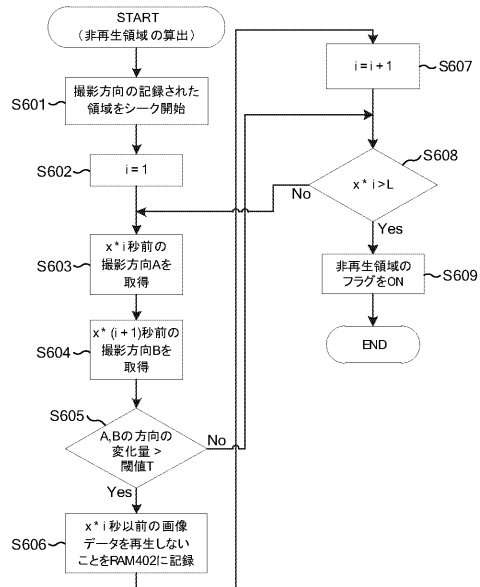 START
(非再生領域の算出)
S601
撮影方向の記録された
領域をシーク開始
S602
i = 1
S603
x* i 秒前の
撮影方向Aを
取得
S604
x* (i + 1)秒前の
撮影方向Bを
取得
S605
A,Bの方向の
変化量 >
閾値T
No
Yes
S606
x* i 秒以前の画像
データを再生しない
ことをRAM402に記録
i = i + 1
S607
S608
x* i >L
No
Yes
非再生領域の
フラグをON
S609
END